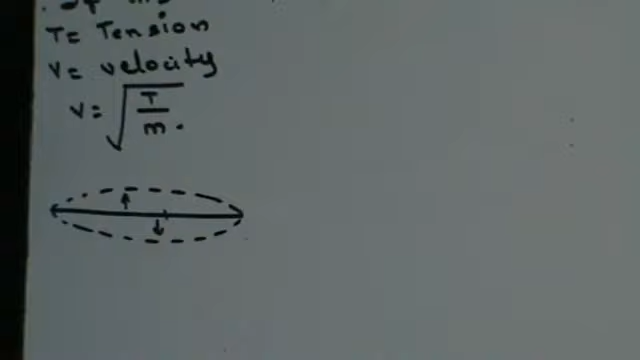 T= Tension
V= velocity
V= √T/m.